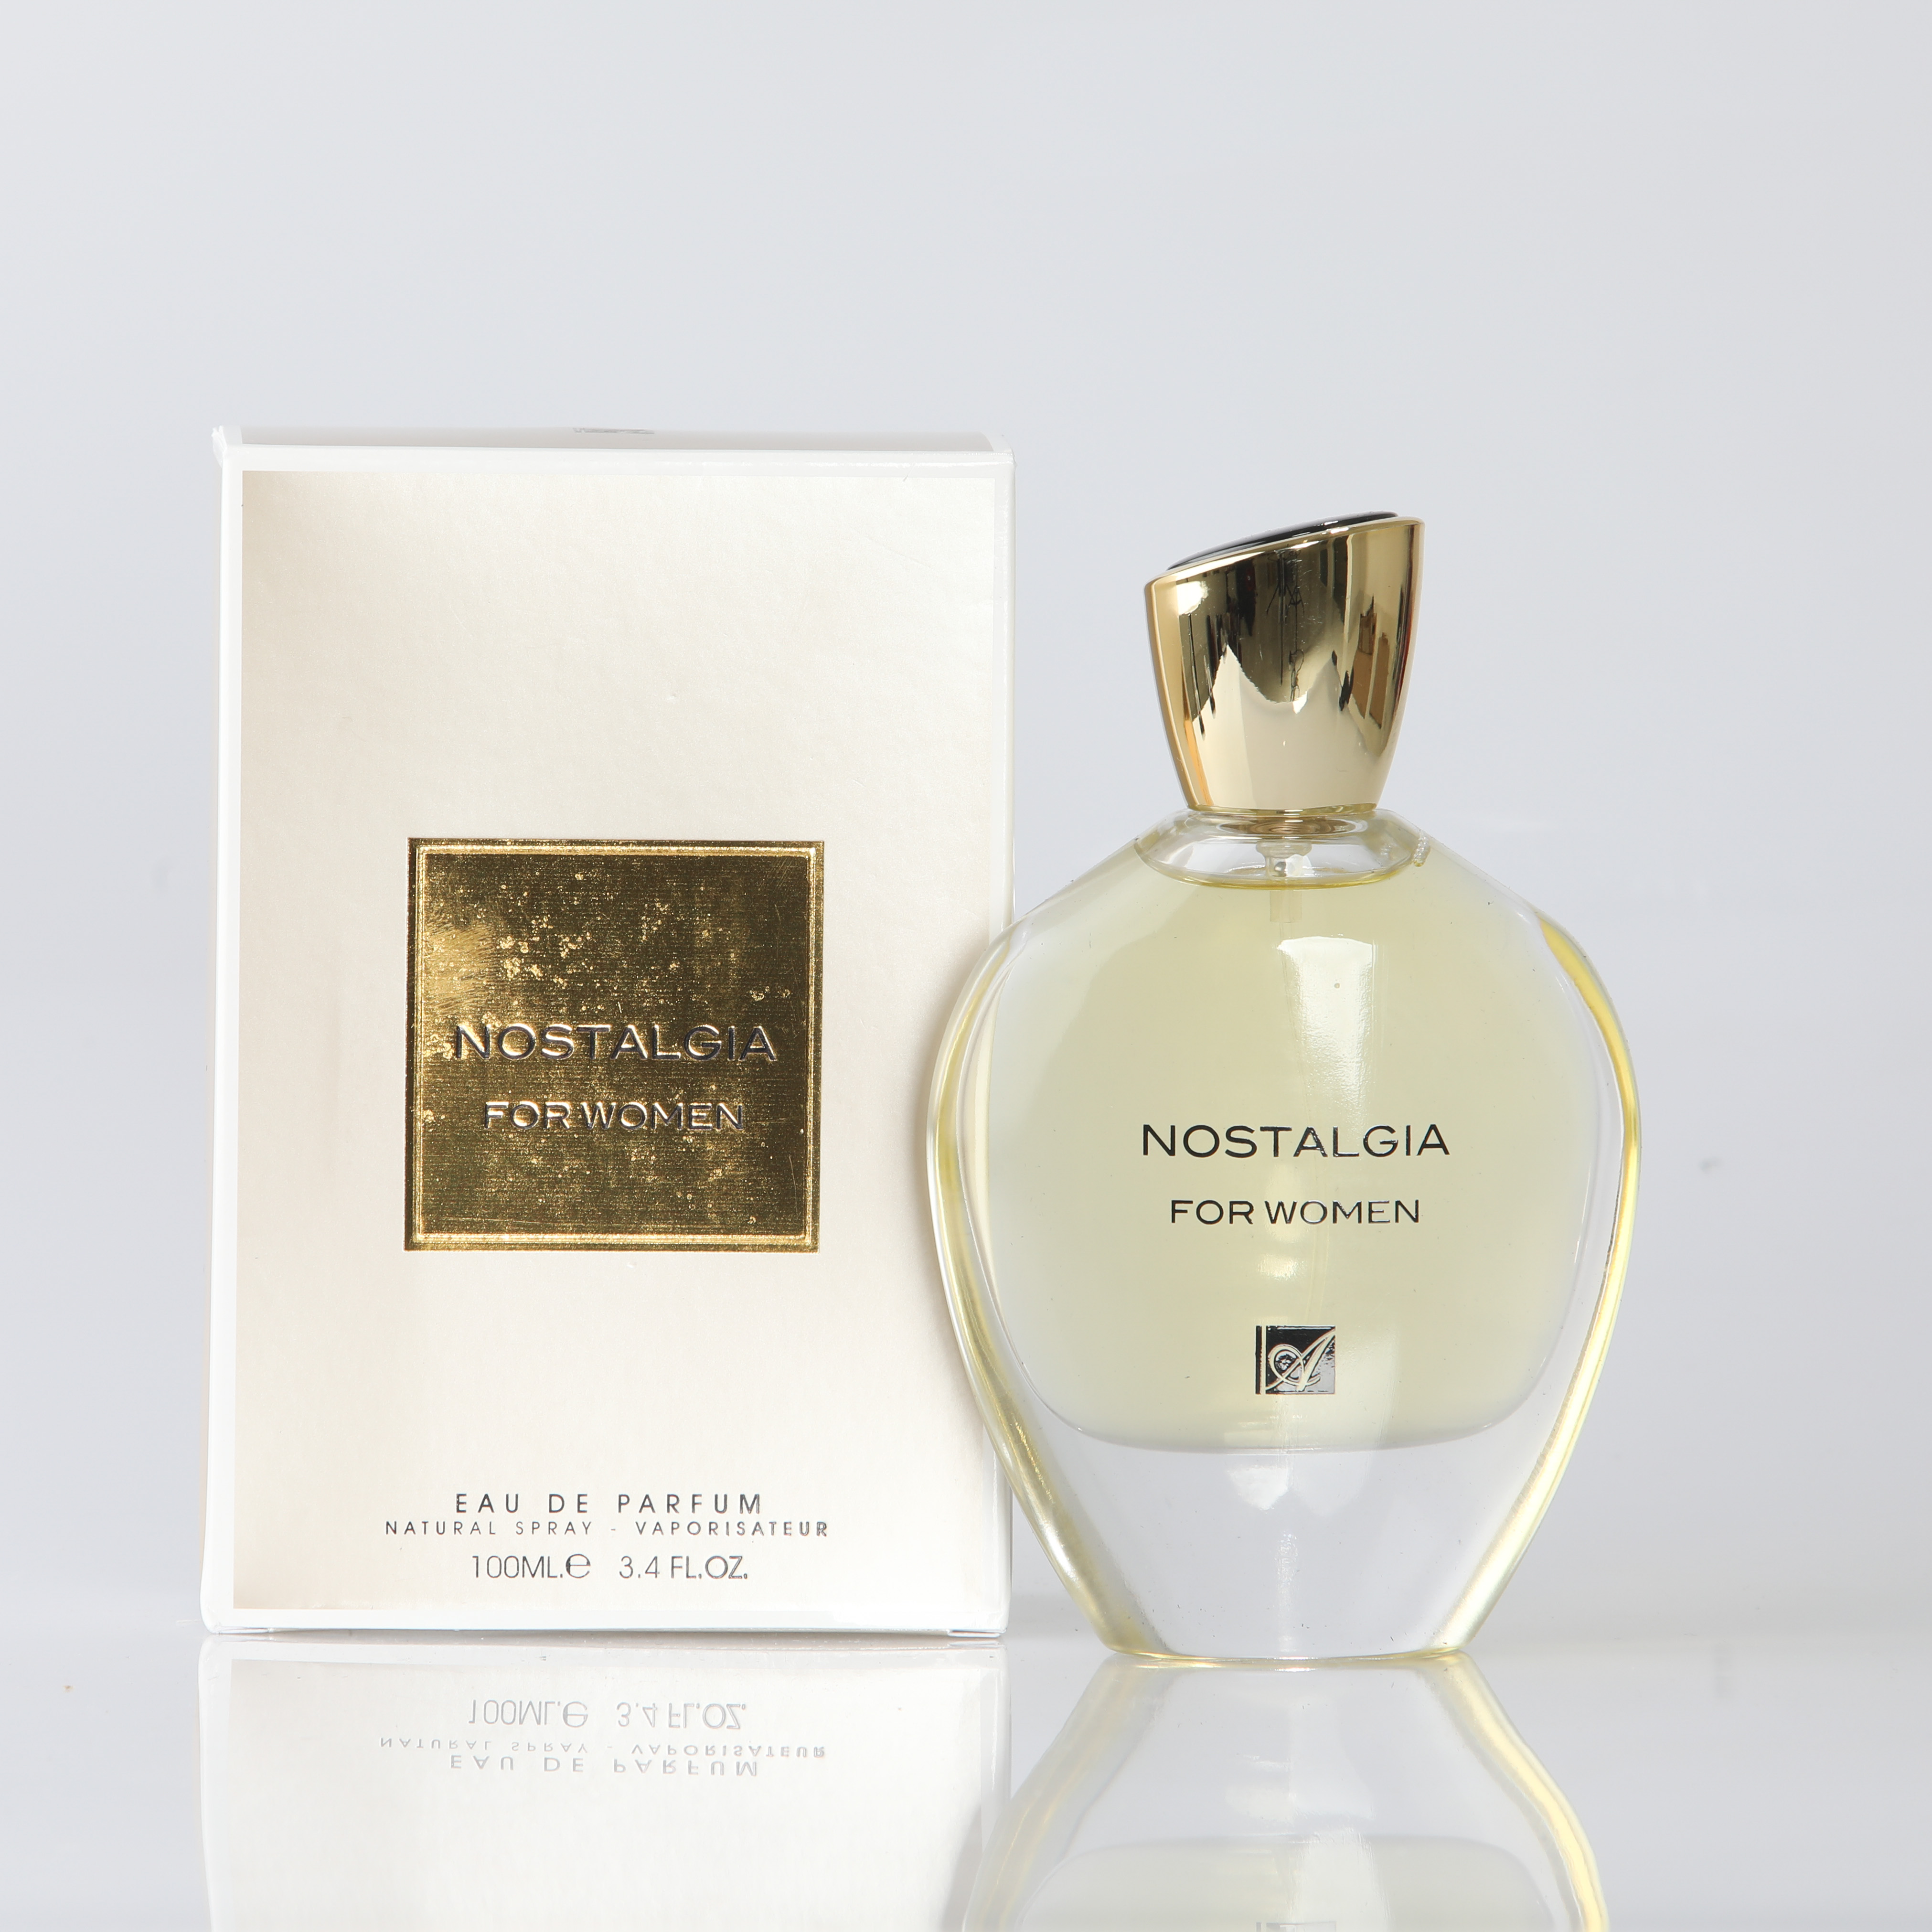 NOSTALGIA
FOR WOMEN
EAU DE PARFUM
NATURAL SPRAY - VAPORISATEUR
100ML.℮ 3.4 FL.OZ.
NOSTALGIA
FOR WOMEN
A